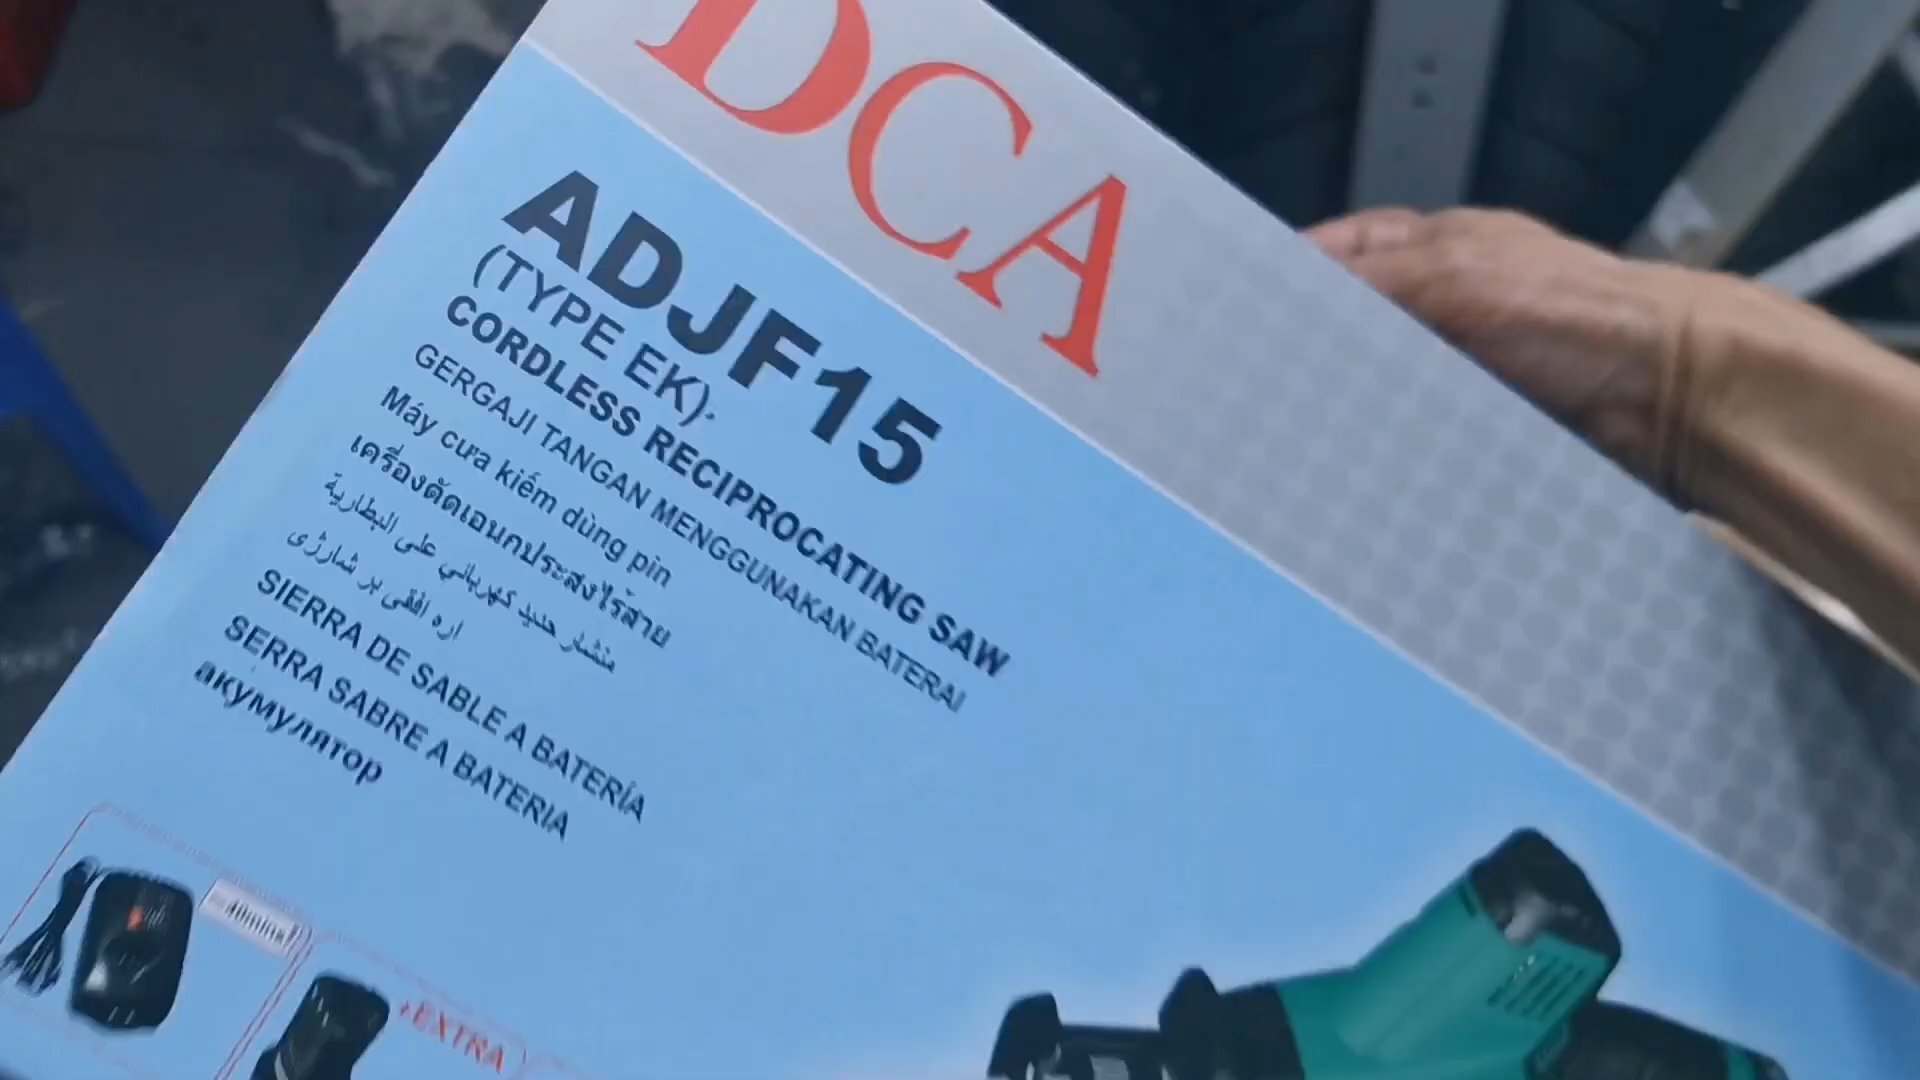 DCA
ADJF15
(TYPE EK)
CORDLESS RECIPROCATING SAW
GERGAJI TANGAN MENGGUNAKAN BATERAI
Máy cưa kiếm dùng pin
เครื่องตัดเอนกประสงไร้สาย
منشار حديد كهربائي على البطارية
اره افقی بر شارژی
SIERRA DE SABLE A BATERÍA
SERRA SABRE A BATERIA
акумулятор
+EXTRA